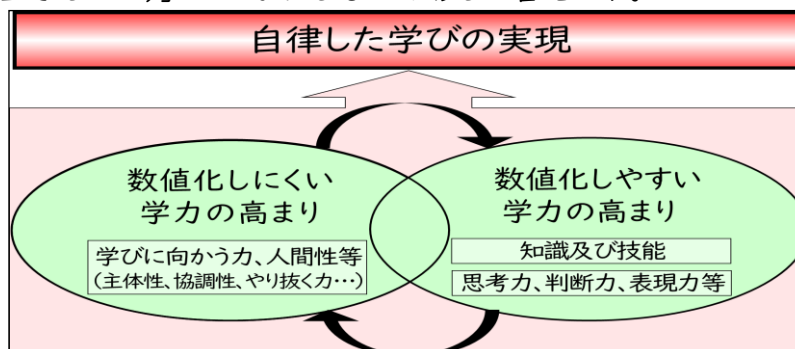 自律した学びの実現
数値化しにくい
学力の高まり
学びに向かう力、人間性等
(主体性、協調性、やり抜く力…)
数値化しやすい
学力の高まり
知識及び技能
思考力、判断力、表現力等